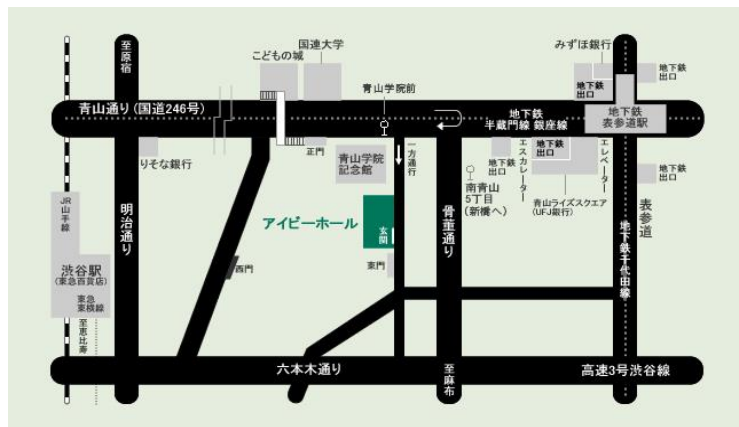 至原宿
こどもの城
国連大学
みずほ銀行
地下鉄
出口
地下鉄
出口
青山学院前
青山通り(国道246号)
地下鉄
半蔵門線 銀座線
地下鉄
表参道駅
りそな銀行
正門
青山学院
記念館
一方通行
地下鉄
出口
エスカレーター
地下鉄
出口
エレベーター
地下鉄
出口
南青山
5丁目
(新橋へ)
青山ライズスクエア
(UFJ銀行)
表参道
JR
山手線
明治通り
アイビーホール
玄関
骨董通り
地下鉄千代田線
渋谷駅
(東急百貨店)
東急
東横線
西門
東門
至恵比寿
六本木通り
至麻布
高速3号渋谷線